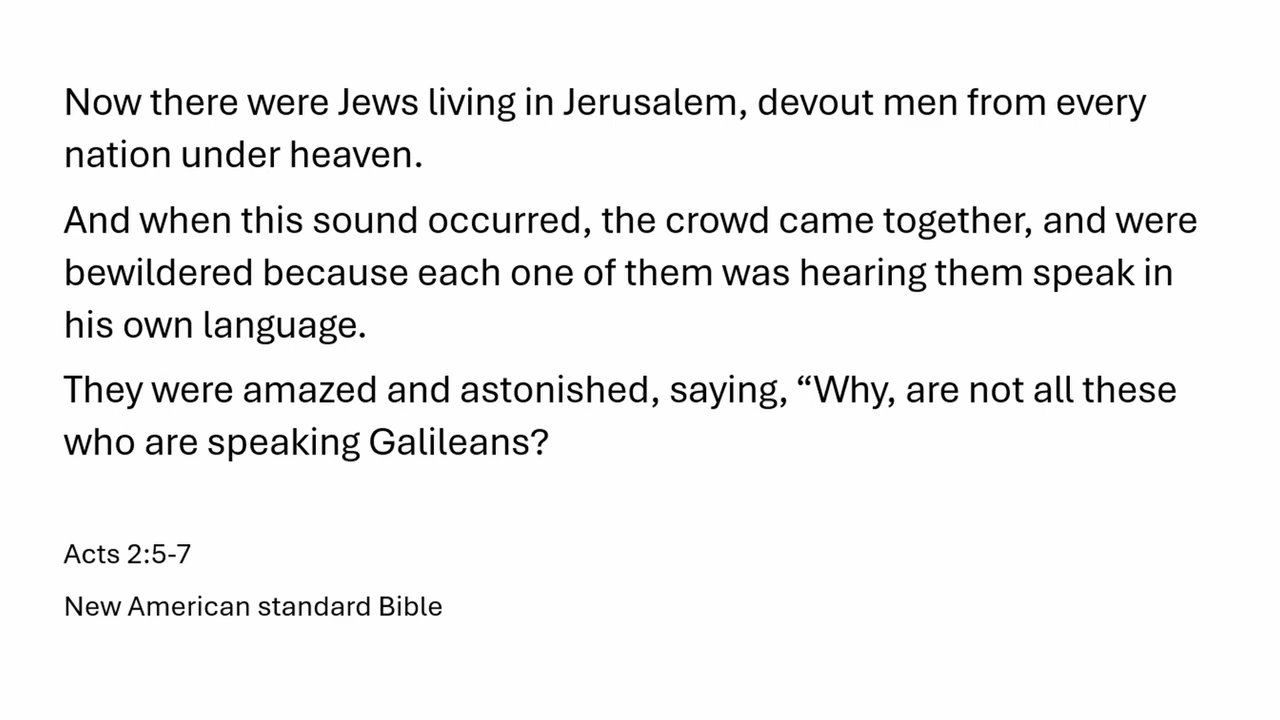 Now there were Jews living in Jerusalem, devout men from every
nation under heaven.
And when this sound occurred, the crowd came together, and were
bewildered because each one of them was hearing them speak in
his own language.
They were amazed and astonished, saying, “Why, are not all these
who are speaking Galileans?
Acts 2:5-7
New American standard Bible